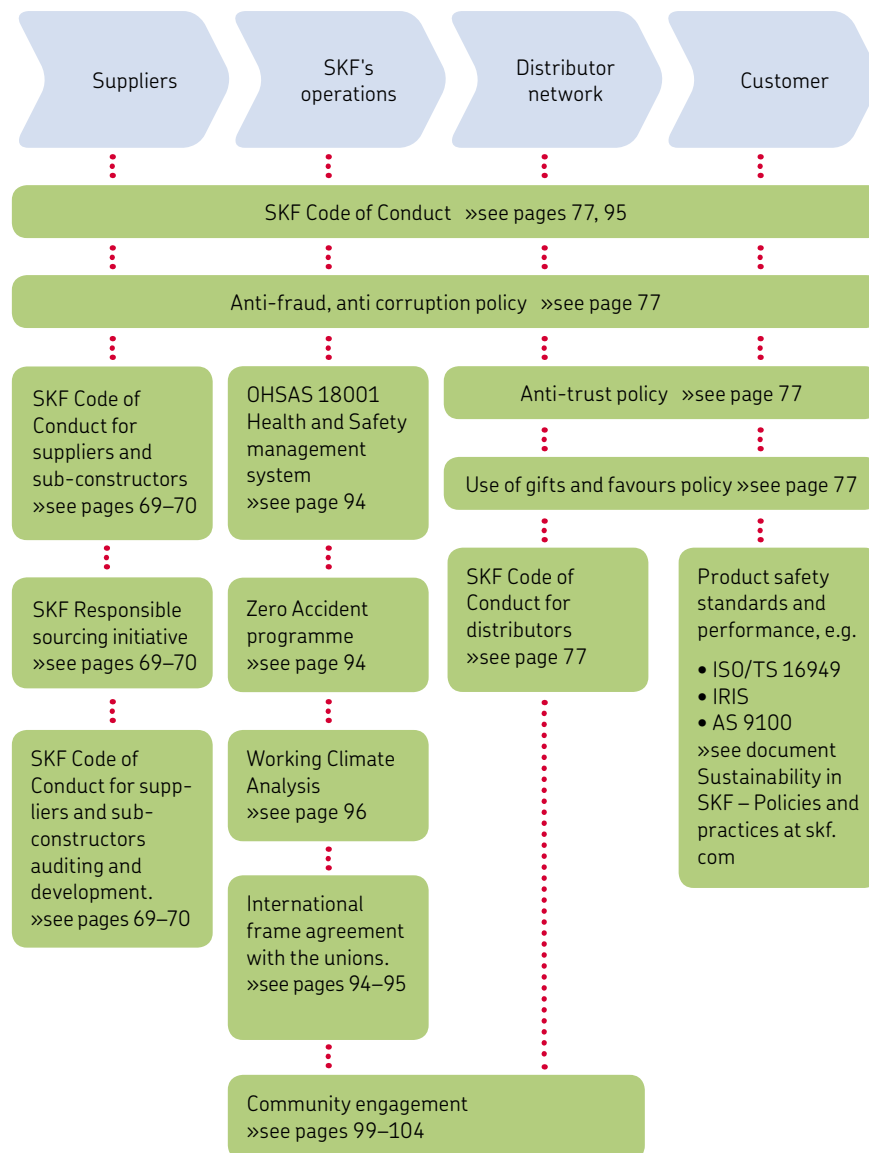 Suppliers
SKF's
operations
Distributor
network
Customer
SKF Code of Conduct »see pages 77, 95
Anti-fraud, anti corruption policy »see page 77
SKF Code of
Conduct for
suppliers and
sub-constructors
»see pages 69–70
OHSAS 18001
Health and Safety
management
system
»see page 94
Anti-trust policy »see page 77
Use of gifts and favours policy »see page 77
SKF Responsible
sourcing initiative
»see pages 69–70
Zero Accident
programme
»see page 94
SKF Code of
Conduct for
distributors
»see page 77
Product safety
standards and
performance, e.g.
• ISO/TS 16949
• IRIS
• AS 9100
»see document
Sustainability in
SKF – Policies and
practices at skf.
com
SKF Code of
Conduct for supp-
liers and sub-
constructors
auditing and
development.
»see pages 69–70
Working Climate
Analysis
»see page 96
International
frame agreement
with the unions.
»see pages 94–95
Community engagement
»see pages 99–104